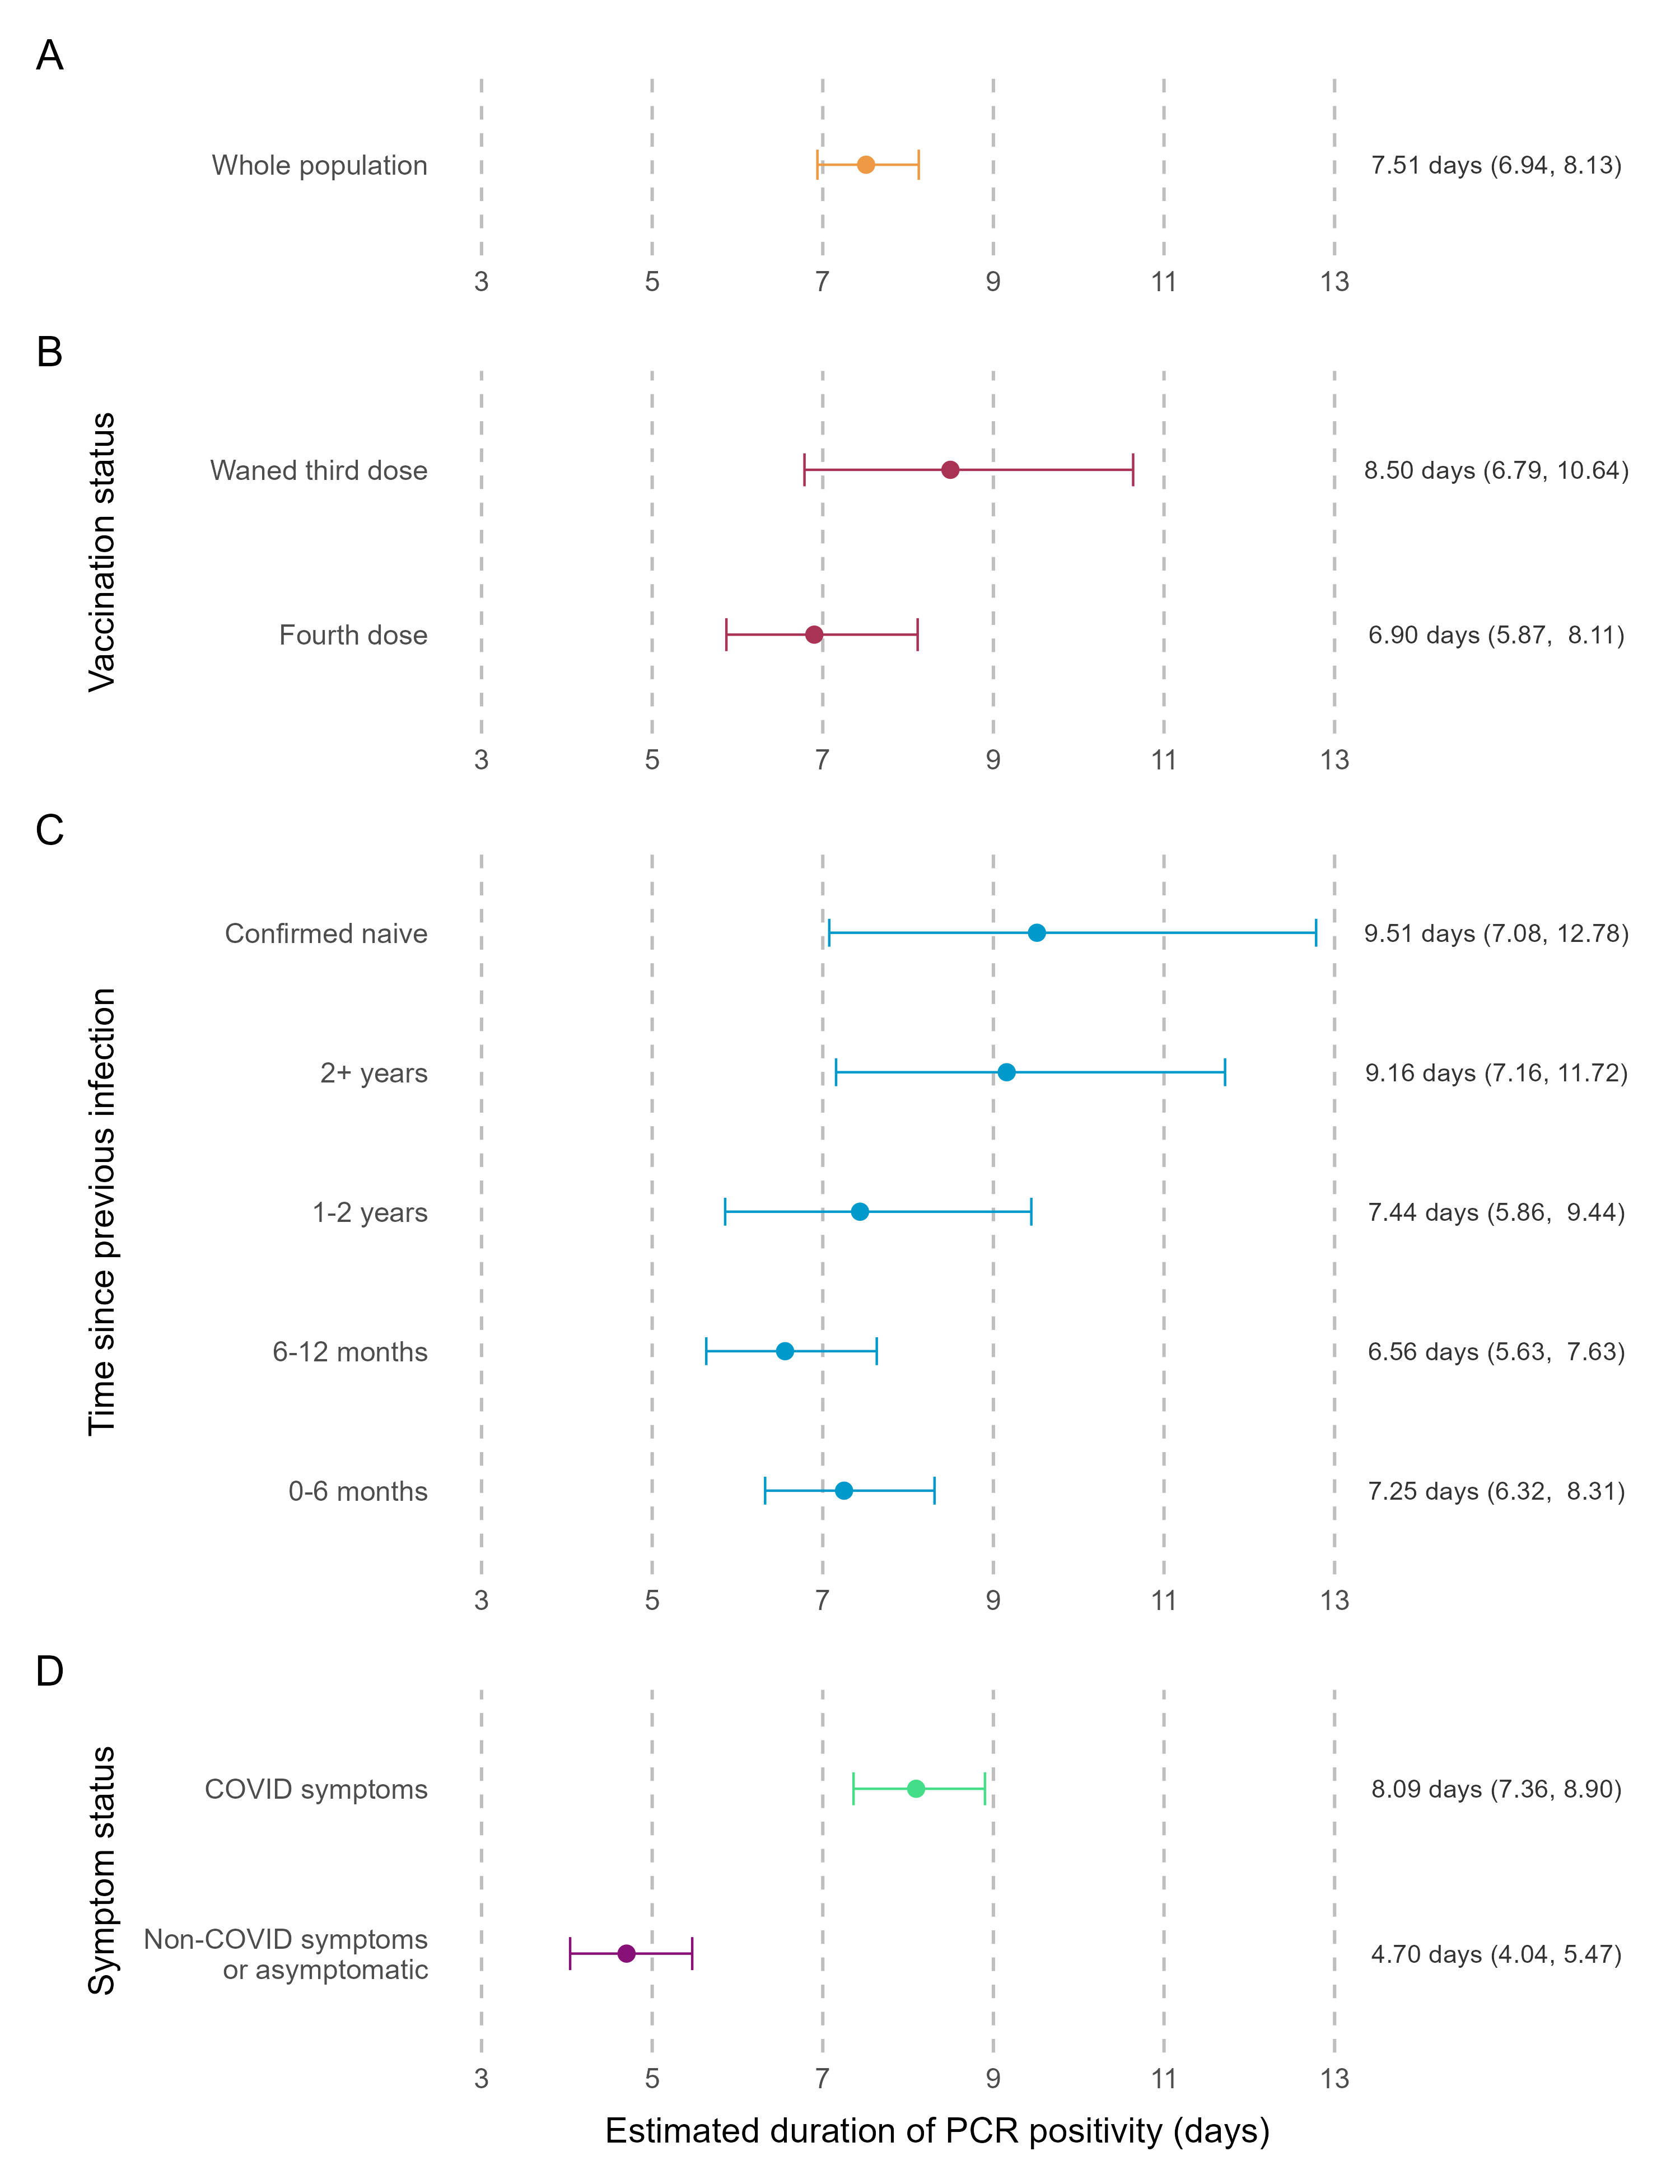 A
Whole population
7.51 days (6.94, 8.13)
3 5 7 9 11 13
B
Vaccination status
Waned third dose
8.50 days (6.79, 10.64)
Fourth dose
6.90 days (5.87,  8.11)
3 5 7 9 11 13
C
Time since previous infection
Confirmed naive
9.51 days (7.08, 12.78)
2+ years
9.16 days (7.16, 11.72)
1-2 years
7.44 days (5.86,  9.44)
6-12 months
6.56 days (5.63,  7.63)
0-6 months
7.25 days (6.32,  8.31)
3 5 7 9 11 13
D
Symptom status
COVID symptoms
8.09 days (7.36, 8.90)
Non-COVID symptoms
or asymptomatic
4.70 days (4.04, 5.47)
3 5 7 9 11 13
Estimated duration of PCR positivity (days)